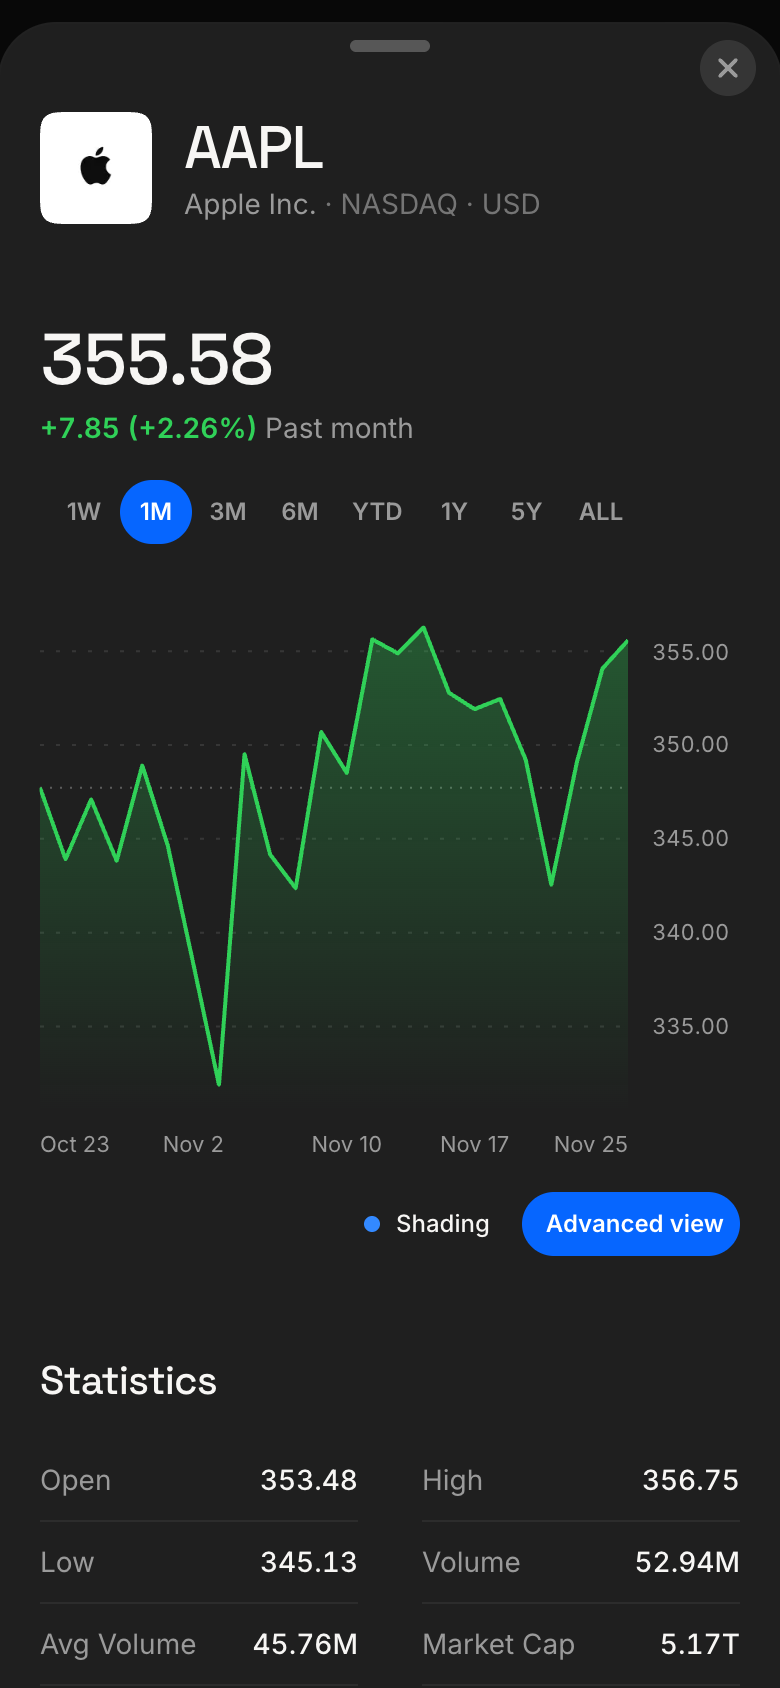 AAPL
Apple Inc. · NASDAQ · USD
355.58
+7.85 (+2.26%) Past month
1W 1M 3M 6M YTD 1Y 5Y ALL
355.00
350.00
345.00
340.00
335.00
Oct 23 Nov 2 Nov 10 Nov 17 Nov 25
Shading Advanced view
Statistics
Open 353.48 High 356.75
Low 345.13 Volume 52.94M
Avg Volume 45.76M Market Cap 5.17T